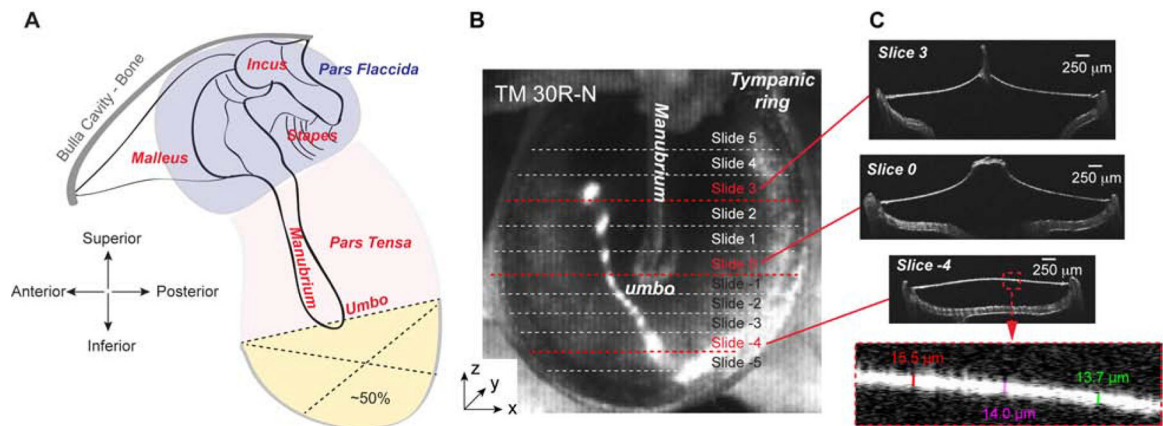 A
Bulla Cavity - Bone
Incus
Pars Flaccida
Stapes
Malleus
Superior
Anterior
Posterior
Inferior
Manubrium
Pars Tensa
Umbo
~50%
B
TM 30R-N
Tympanic
ring
Manubrium
Slide 5
Slide 4
Slide 3
Slide 2
Slide 1
umbo
Slide -1
Slide -2
Slide -3
Slide -4
Slide -5
z
y
x
C
Slice 3
250 μm
Slice 0
250 μm
Slice -4
250 μm
15.5 μm
13.7 μm
14.0 μm